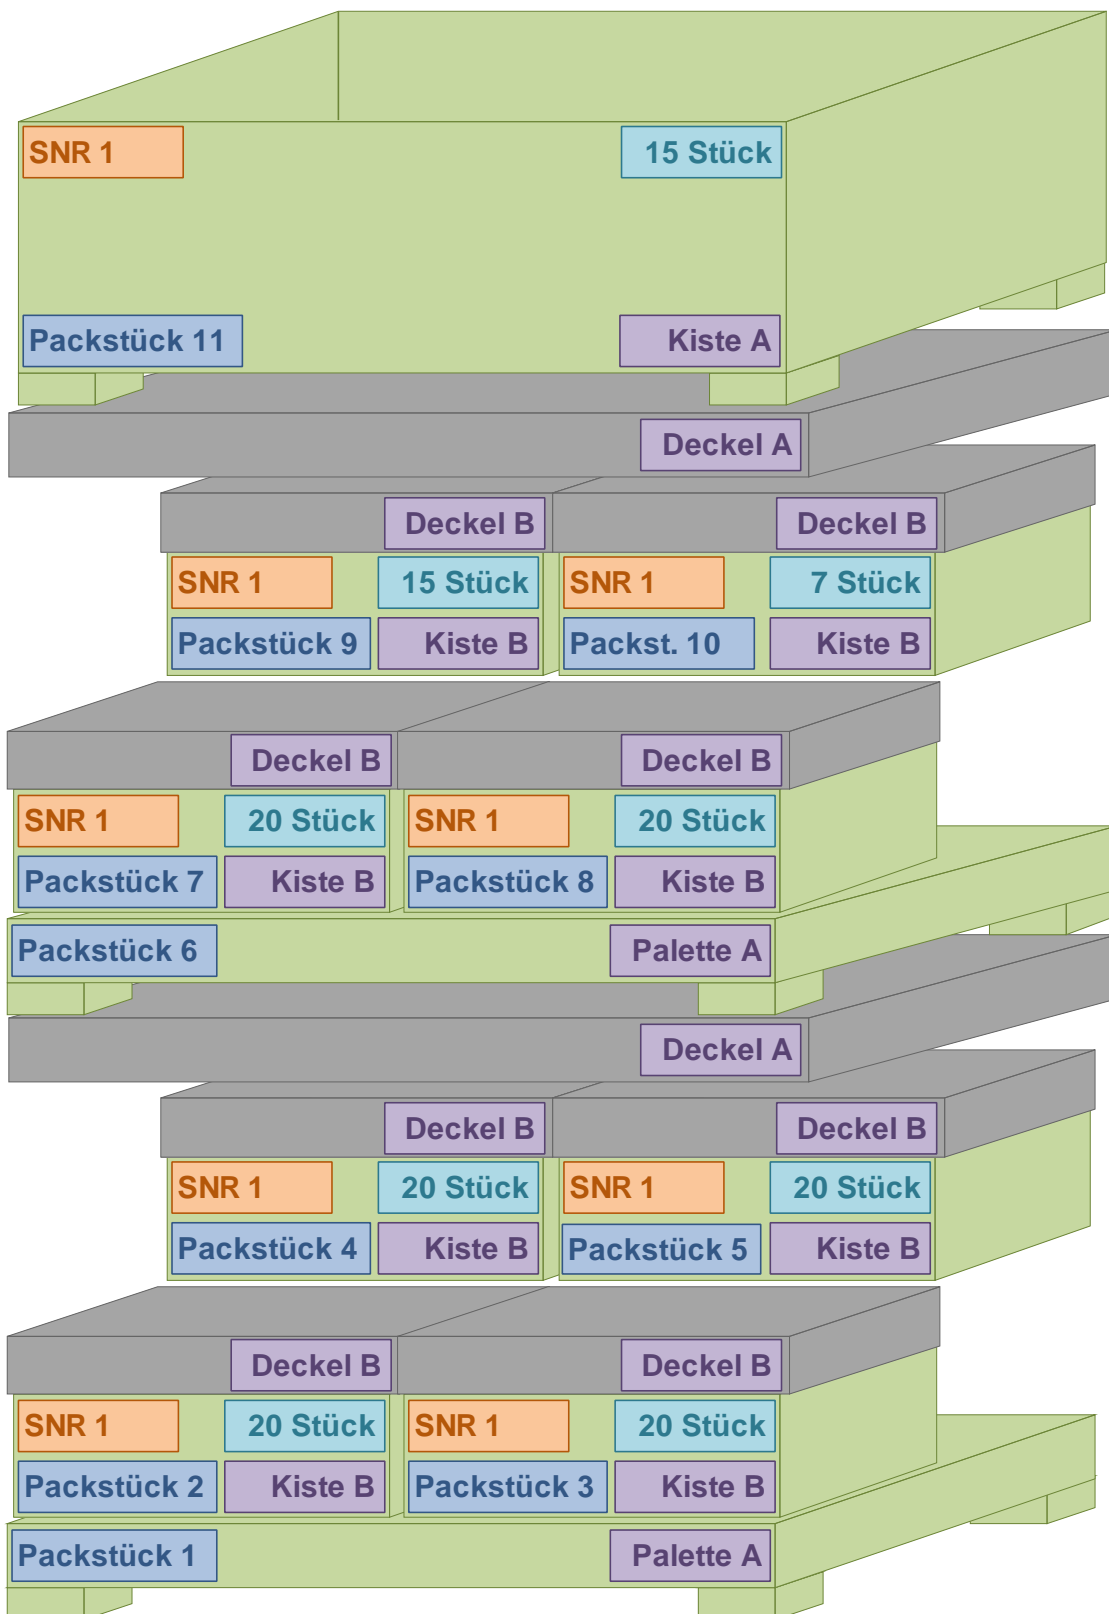 SNR 1 15 Stück
Packstück 11 Kiste A
Deckel A
Deckel B Deckel B
SNR 1 15 Stück SNR 1 7 Stück
Packstück 9 Kiste B Packst. 10 Kiste B
Deckel B Deckel B
SNR 1 20 Stück SNR 1 20 Stück
Packstück 7 Kiste B Packstück 8 Kiste B
Packstück 6 Palette A
Deckel A
Deckel B Deckel B
SNR 1 20 Stück SNR 1 20 Stück
Packstück 4 Kiste B Packstück 5 Kiste B
Deckel B Deckel B
SNR 1 20 Stück SNR 1 20 Stück
Packstück 2 Kiste B Packstück 3 Kiste B
Packstück 1 Palette A